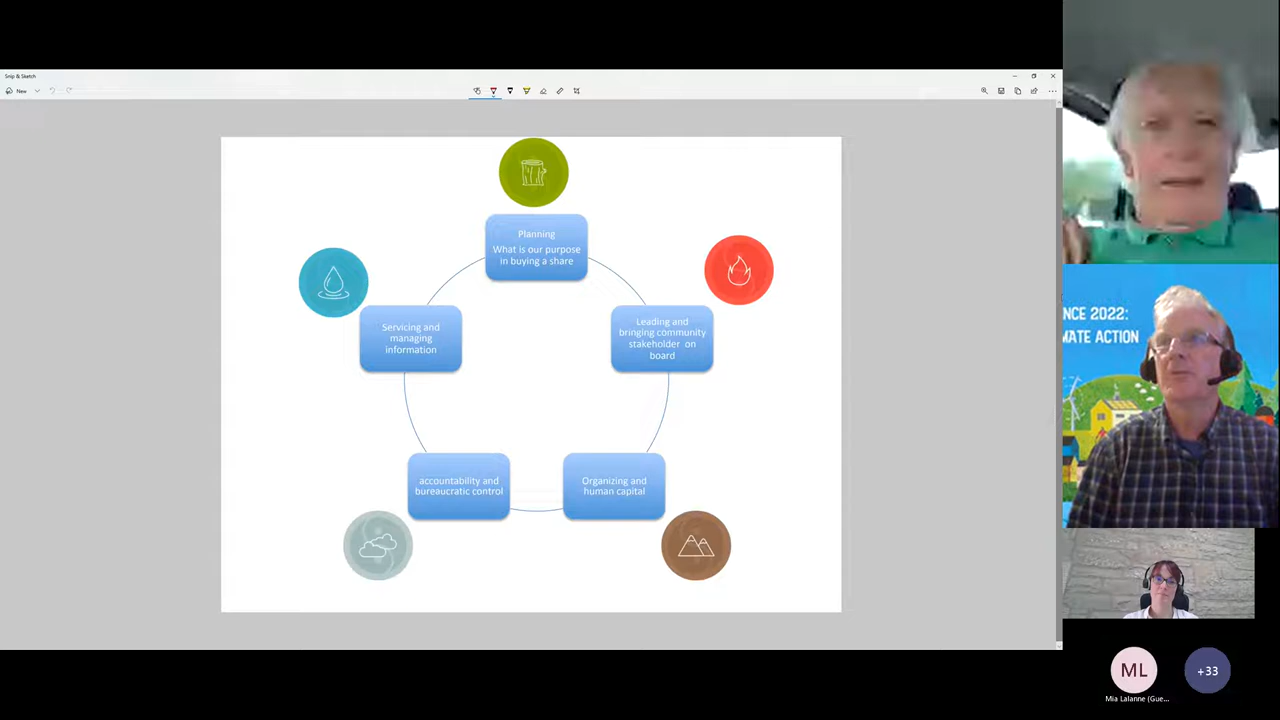 Snip & Sketch
New
Planning
What is our purpose
in buying a share
Servicing and
managing
information
Leading and
bringing community
stakeholder on
board
accountability and
bureaucratic control
Organizing and
human capital
NCE 2022:
MATE ACTION
ML
+33
Mia Lalanne (Gue...